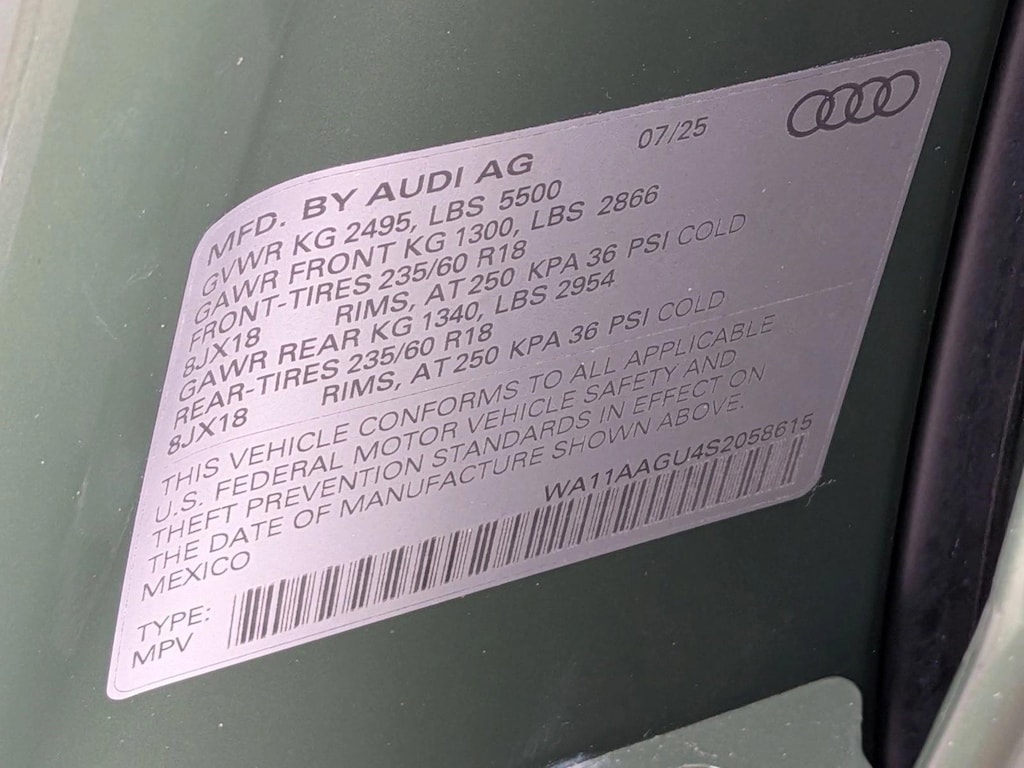 07/25
MFD. BY AUDI AG
GVWR KG 2495, LBS 5500
GAWR FRONT KG 1300, LBS 2866
FRONT-TIRES 235/60 R18
8JX18 RIMS, AT 250 KPA 36 PSI COLD
GAWR REAR KG 1340, LBS 2954
REAR-TIRES 235/60 R18
8JX18 RIMS, AT 250 KPA 36 PSI COLD
THIS VEHICLE CONFORMS TO ALL APPLICABLE
U.S. FEDERAL MOTOR VEHICLE SAFETY AND
THEFT PREVENTION STANDARDS IN EFFECT ON
THE DATE OF MANUFACTURE SHOWN ABOVE.
MEXICO
WA11AAGU4S2058615
TYPE:
MPV